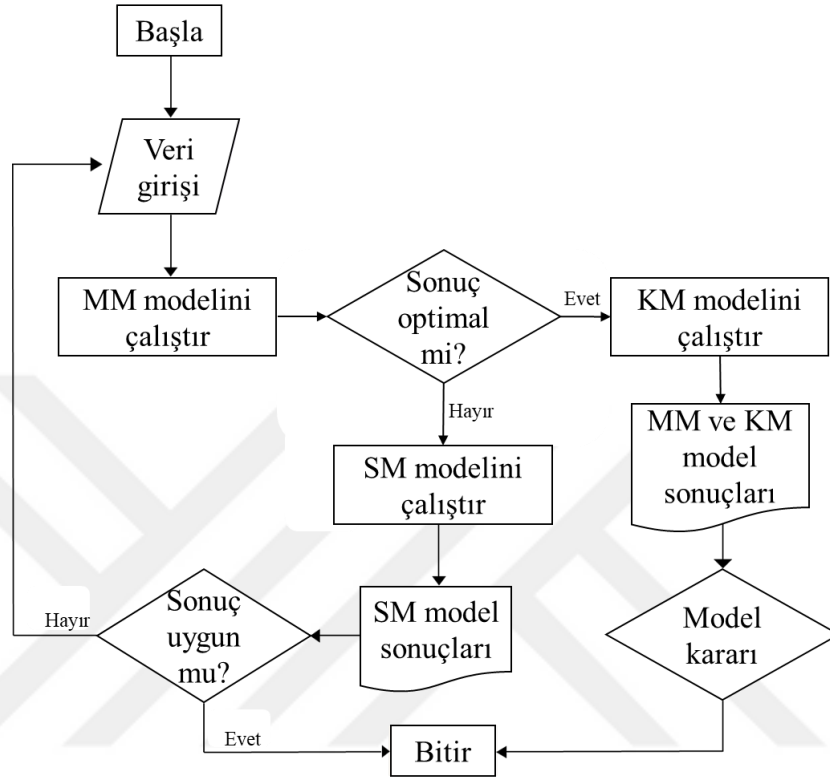 Başla
Veri
girişi
MM modelini
çalıştır
Sonuç
optimal
mi?
Evet
KM modelini
çalıştır
Hayır
MM ve KM
model
sonuçları
SM modelini
çalıştır
Sonuç
uygun
mu?
Hayır
SM model
sonuçları
Model
kararı
Evet
Bitir